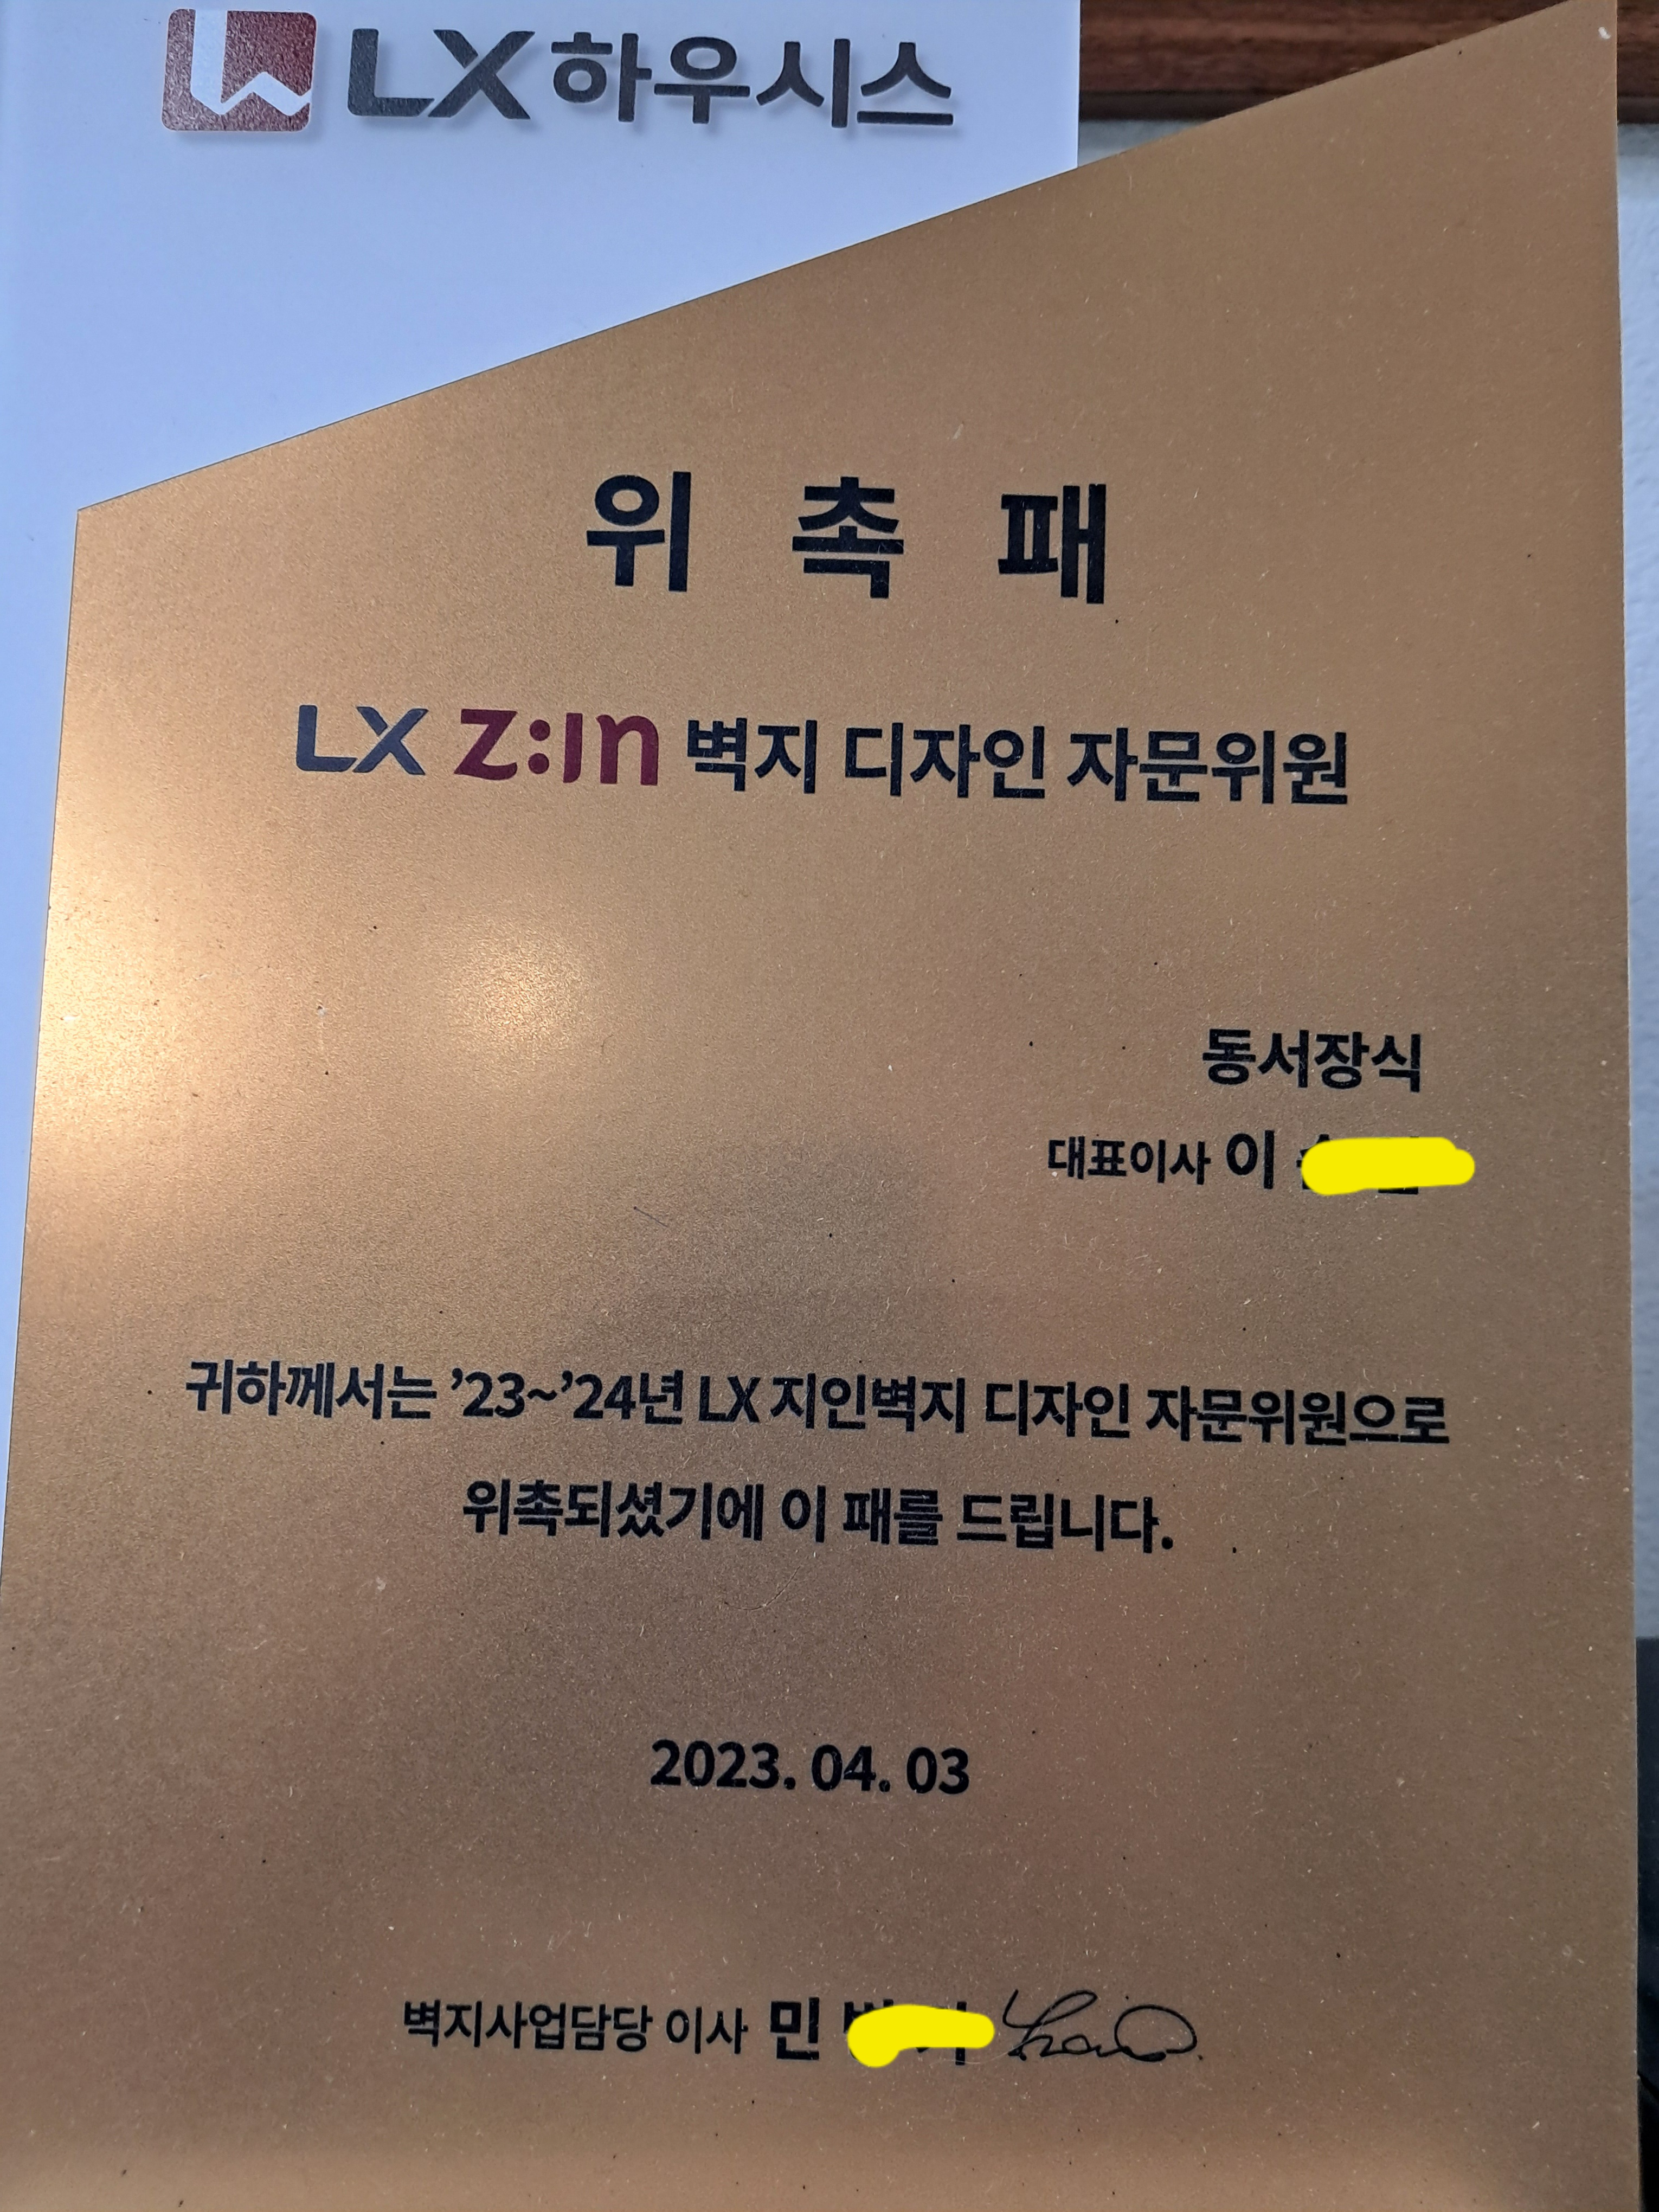 LX하우시스
위 촉 패
LX Z:IN 벽지 디자인 자문위원
동서장식
대표이사 이
귀하께서는 ’23~’24년 LX 지인벽지 디자인 자문위원으로
위촉되셨기에 이 패를 드립니다.
2023. 04. 03
벽지사업담당 이사 민